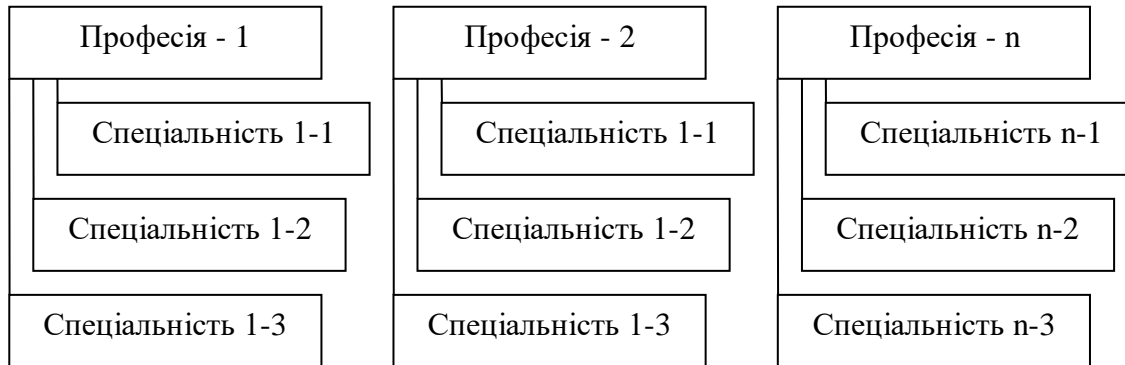 Професія - 1
Професія - 2
Професія - n
Спеціальність 1-1
Спеціальність 1-1
Спеціальність n-1
Спеціальність 1-2
Спеціальність 1-2
Спеціальність n-2
Спеціальність 1-3
Спеціальність 1-3
Спеціальність n-3